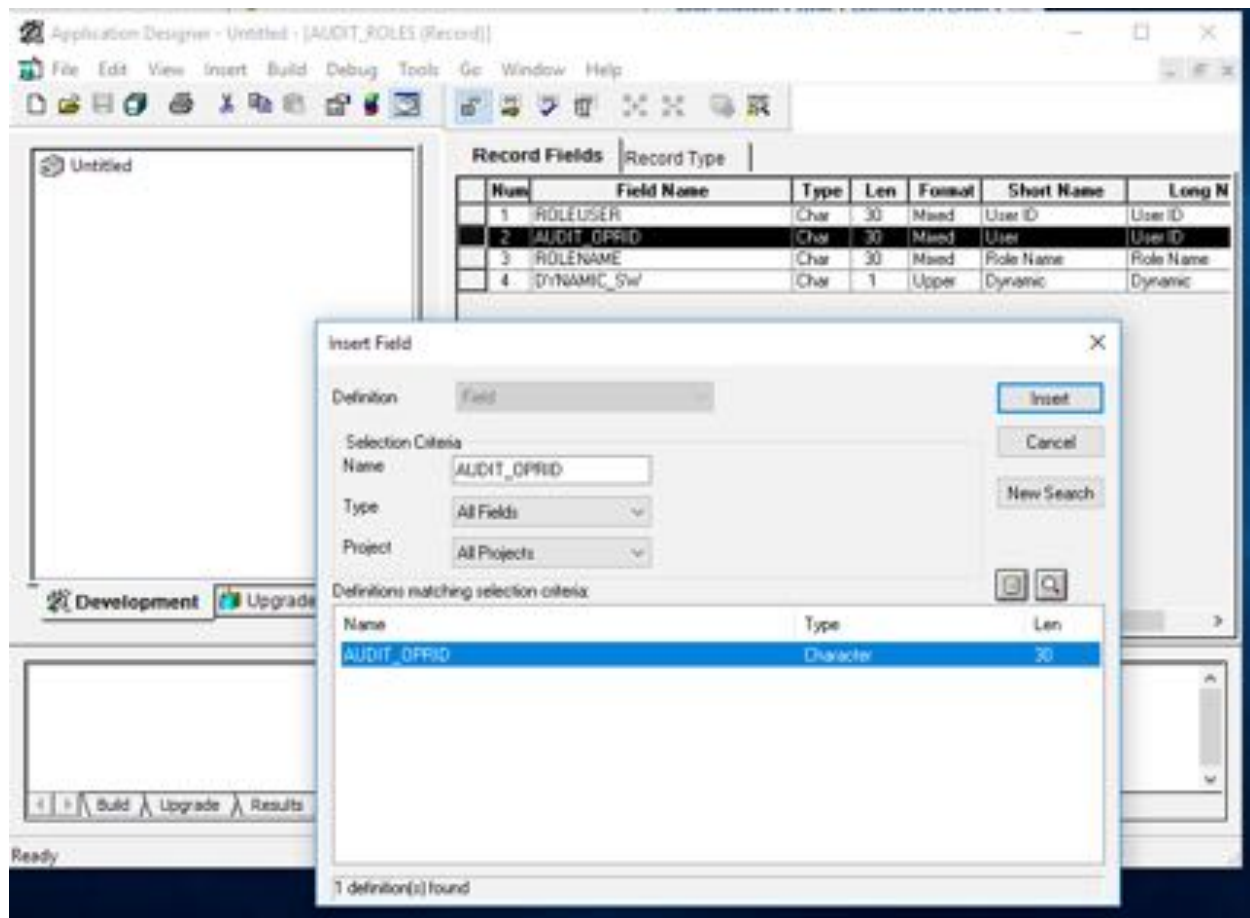 Application Designer - Untitled - [AUDIT_ROLES (Record)]
File Edit View Insert Build Debug Tools Go Window Help
Untitled
Record Fields Record Type
Num Field Name Type Len Format Short Name Long N
1 ROLEUSER Char 30 Mixed User ID User ID
2 AUDIT_OPRID Char 30 Mixed User User ID
3 ROLENAME Char 30 Mixed Role Name Role Name
4 DYNAMIC_SW Char 1 Upper Dynamic Dynamic
Insert Field
Definition Field Insert
Selection Criteria Cancel
Name AUDIT_OPRID
New Search
Type All Fields
Project All Projects
Development Upgrade
Definitions matching selection criteria:
Name Type Len
AUDIT_OPRID Character 30
Build Upgrade Results
Ready
1 definition(s) found